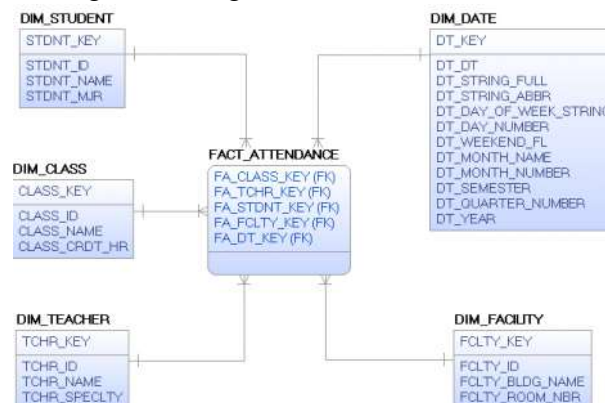 DIM_STUDENT
STDNT_KEY
STDNT_ID
STDNT_NAME
STDNT_MJR
DIM_DATE
DT_KEY
DT_DT
DT_STRING_FULL
DT_STRING_ABBR
DT_DAY_OF_WEEK_STRING
DT_DAY_NUMBER
DT_WEEKEND_FL
DT_MONTH_NAME
DT_MONTH_NUMBER
DT_SEMESTER
DT_QUARTER_NUMBER
DT_YEAR
DIM_CLASS
CLASS_KEY
CLASS_ID
CLASS_NAME
CLASS_CRDT_HR
FACT_ATTENDANCE
FA_CLASS_KEY (FK)
FA_TCHR_KEY (FK)
FA_STDNT_KEY (FK)
FA_FCLTY_KEY (FK)
FA_DT_KEY (FK)
DIM_TEACHER
TCHR_KEY
TCHR_ID
TCHR_NAME
TCHR_SPECLTY
DIM_FACILITY
FCLTY_KEY
FCLTY_ID
FCLTY_BLDG_NAME
FCLTY_ROOM_NBR